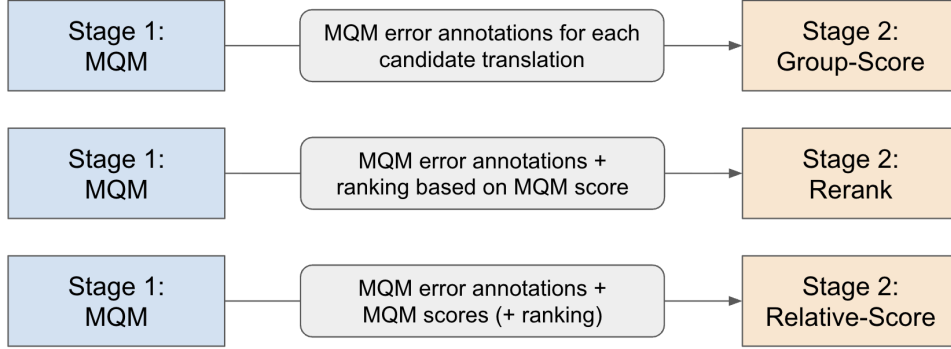 Stage 1:
MQM
MQM error annotations for each
candidate translation
Stage 2:
Group-Score
Stage 1:
MQM
MQM error annotations +
ranking based on MQM score
Stage 2:
Rerank
Stage 1:
MQM
MQM error annotations +
MQM scores (+ ranking)
Stage 2:
Relative-Score